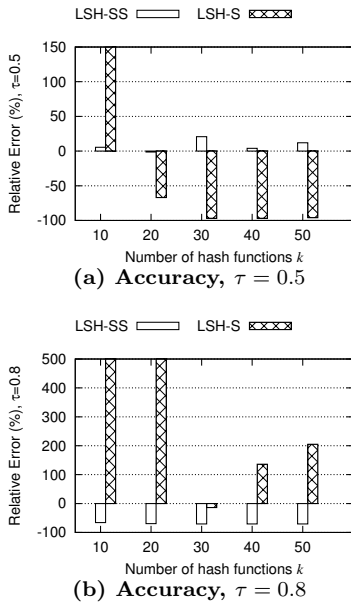 LSH-SS LSH-S
Relative Error (%), τ=0.5
150
100
50
0
-50
-100
10 20 30 40 50
Number of hash functions k
(a) Accuracy, τ = 0.5
LSH-SS LSH-S
Relative Error (%), τ=0.8
500
400
300
200
100
0
-100
10 20 30 40 50
Number of hash functions k
(b) Accuracy, τ = 0.8